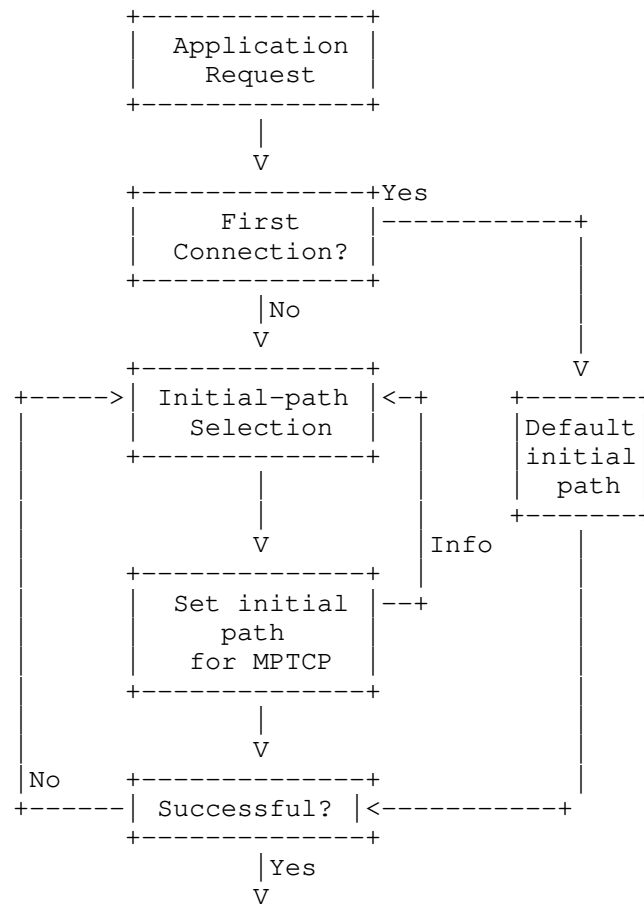 Application
Request
Yes
First
Connection?
No
Initial-path
Selection
Default
initial
path
Info
Set initial
path
for MPTCP
No
Successful?
Yes